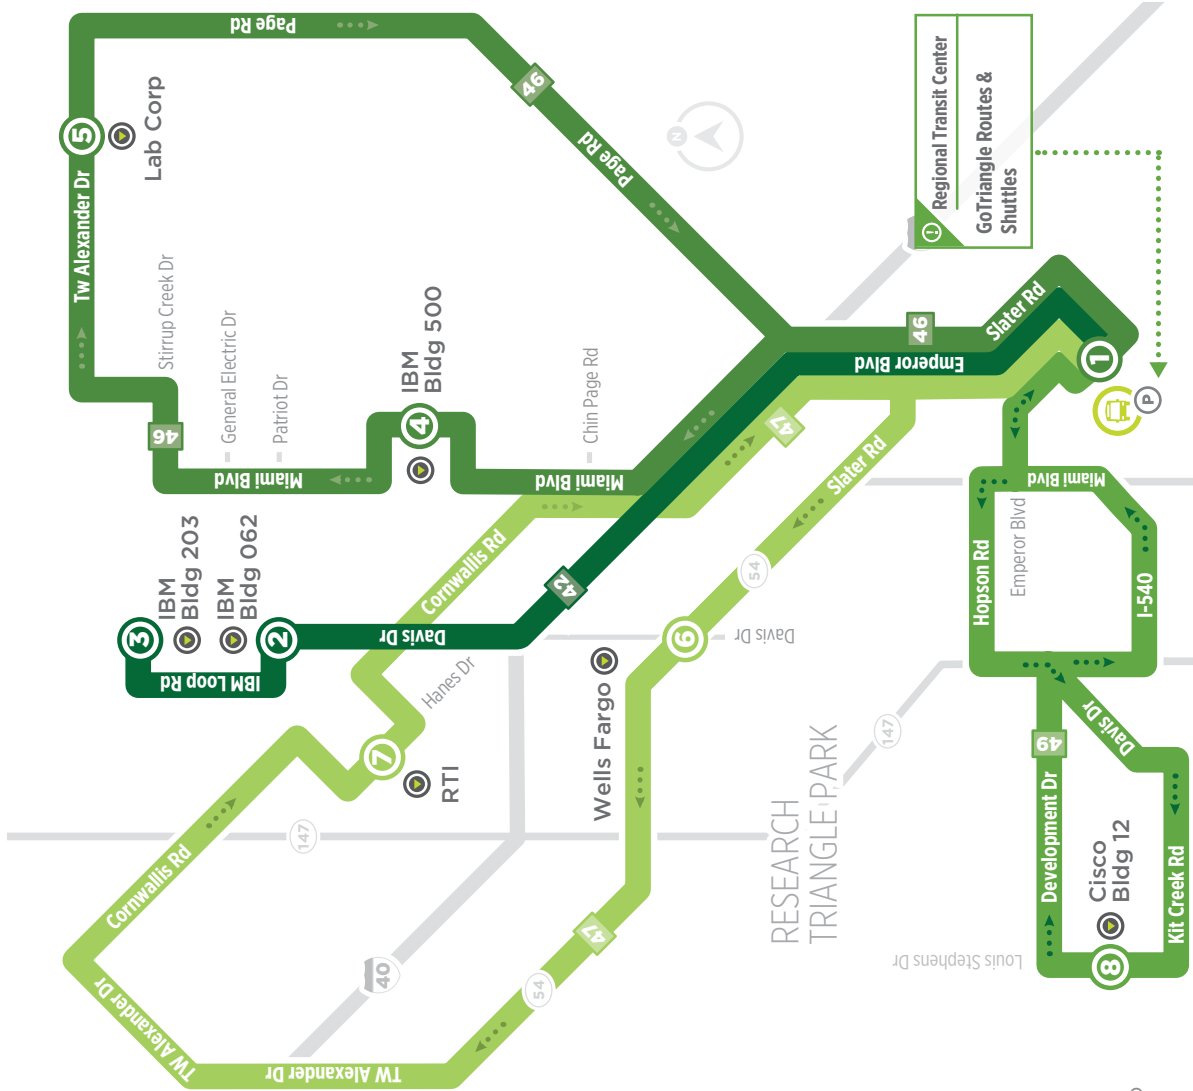 Page Rd
46
Page Rd
N
Regional Transit Center
GoTriangle Routes &
Shuttles
5
Lab Corp
Tw Alexander Dr
Stirrup Creek Dr
46
General Electric Dr
Patriot Dr
Miami Blvd
4
IBM
Bldg 500
Chin Page Rd
Miami Blvd
46
Slater Rd
Emperor Blvd
1
P
47
Slater Rd
3
IBM
Bldg 203
IBM
Bldg 062
2
IBM Loop Rd
Davis Dr
42
Cornwallis Rd
Hanes Dr
7
RTI
54
6
Davis Dr
Wells Fargo
Miami Blvd
Hopson Rd
Emperor Blvd
I-540
147
RESEARCH
TRIANGLE PARK
49
Davis Dr
Development Dr
Cisco
Bldg 12
Kit Creek Rd
8
Louis Stephens Dr
147
Cornwallis Rd
40
47
54
TW Alexander Dr
TW Alexander Dr